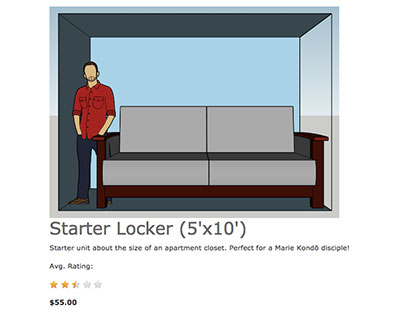 Starter Locker (5'x10')
Starter unit about the size of an apartment closet. Perfect for a Marie Kondō disciple!
Avg. Rating:
$55.00